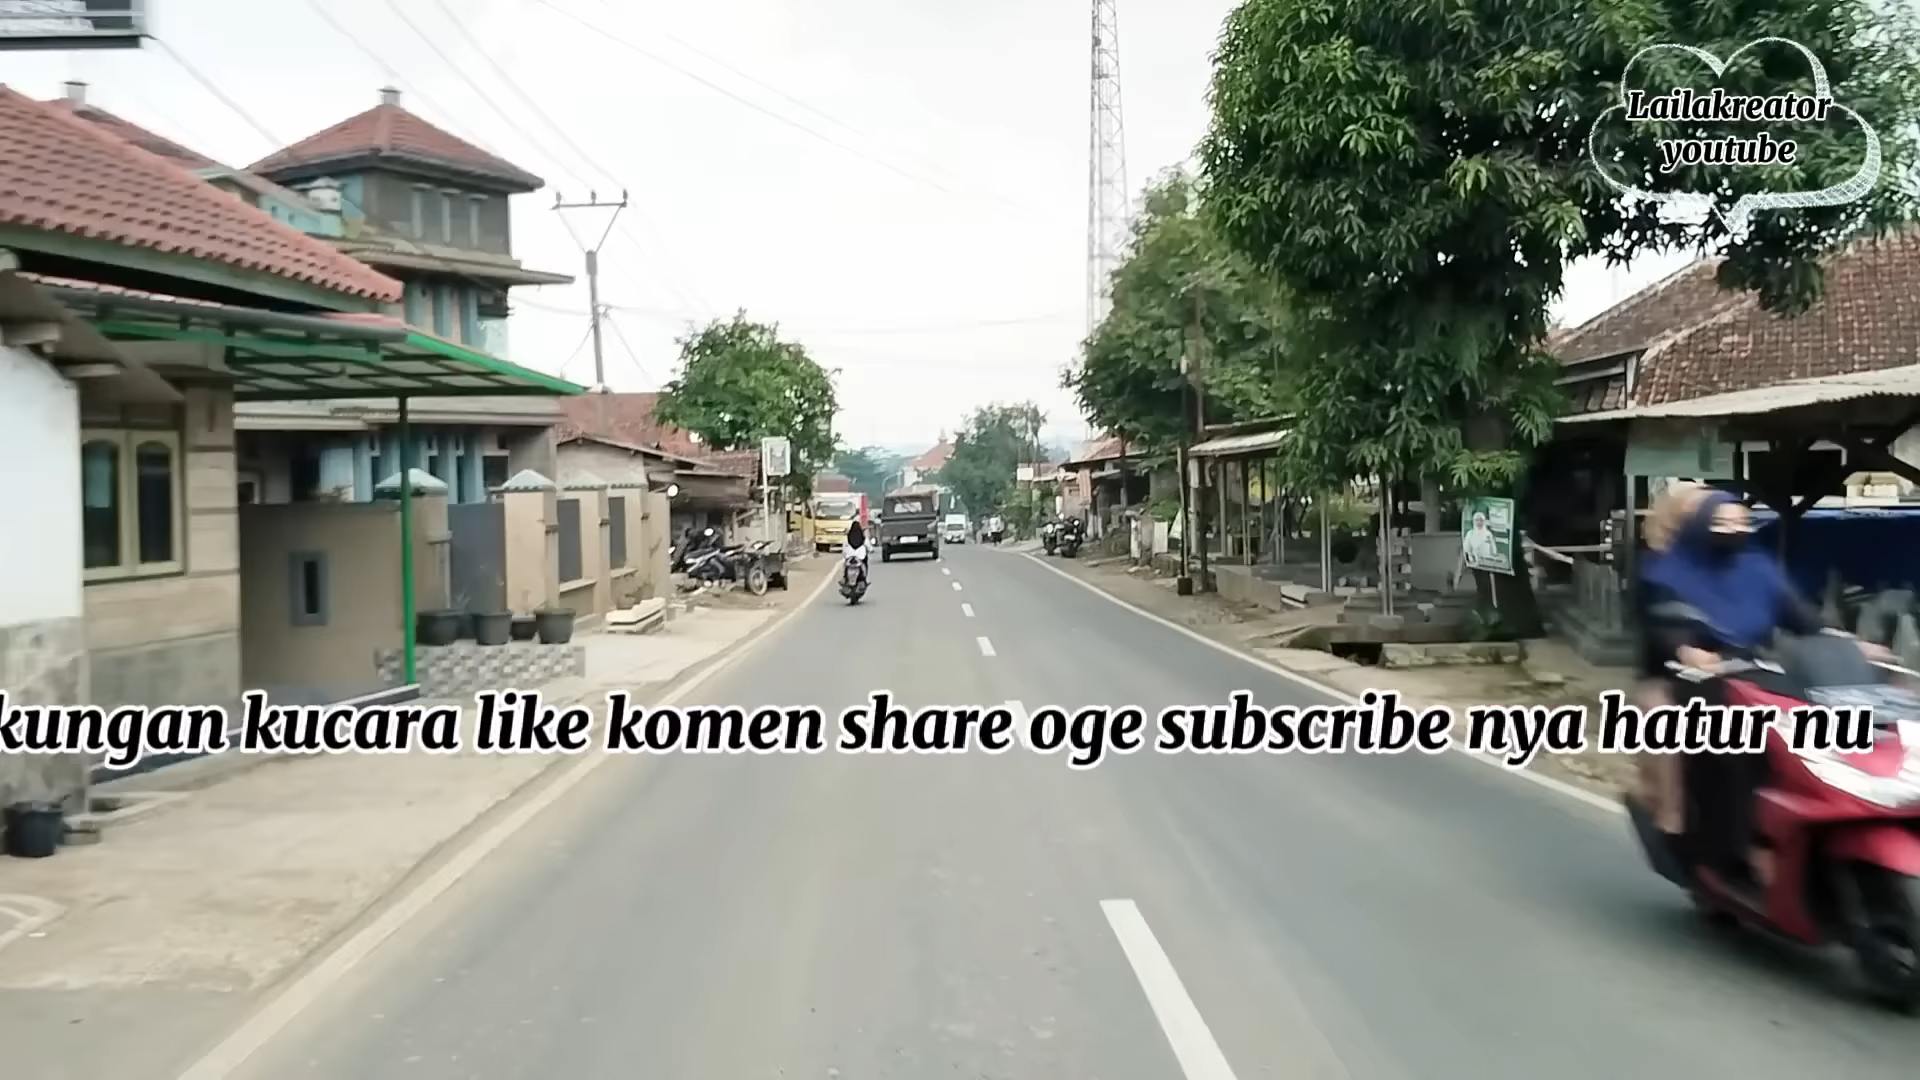 Lailakreator
youtube
kungan kucara like komen share oge subscribe nya hatur nu